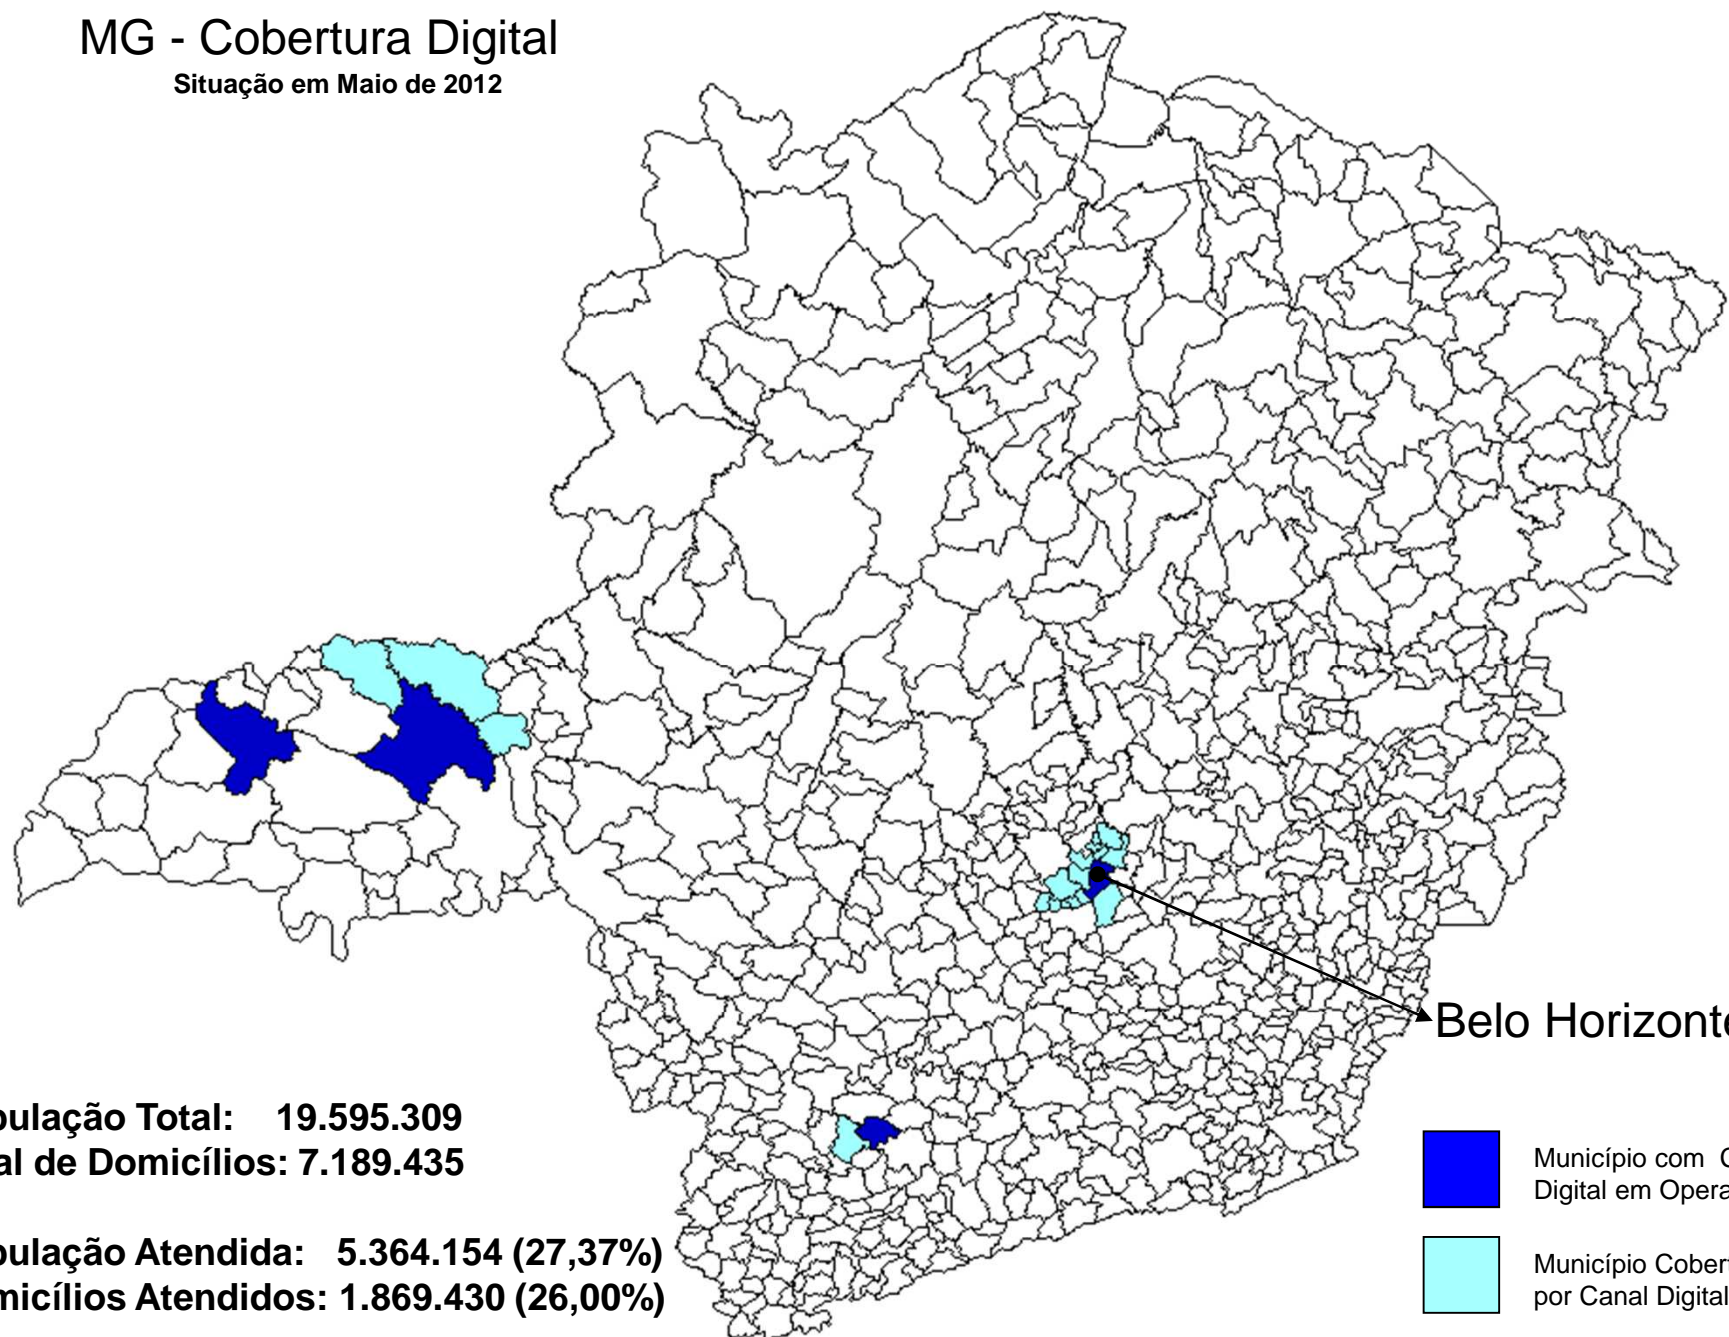 MG - Cobertura Digital
Situação em Maio de 2012
Belo Horizonte
pulação Total: 19.595.309
al de Domicílios: 7.189.435
pulação Atendida: 5.364.154 (27,37%)
micílios Atendidos: 1.869.430 (26,00%)
Município com C
Digital em Opera
Município Cobert
por Canal Digital